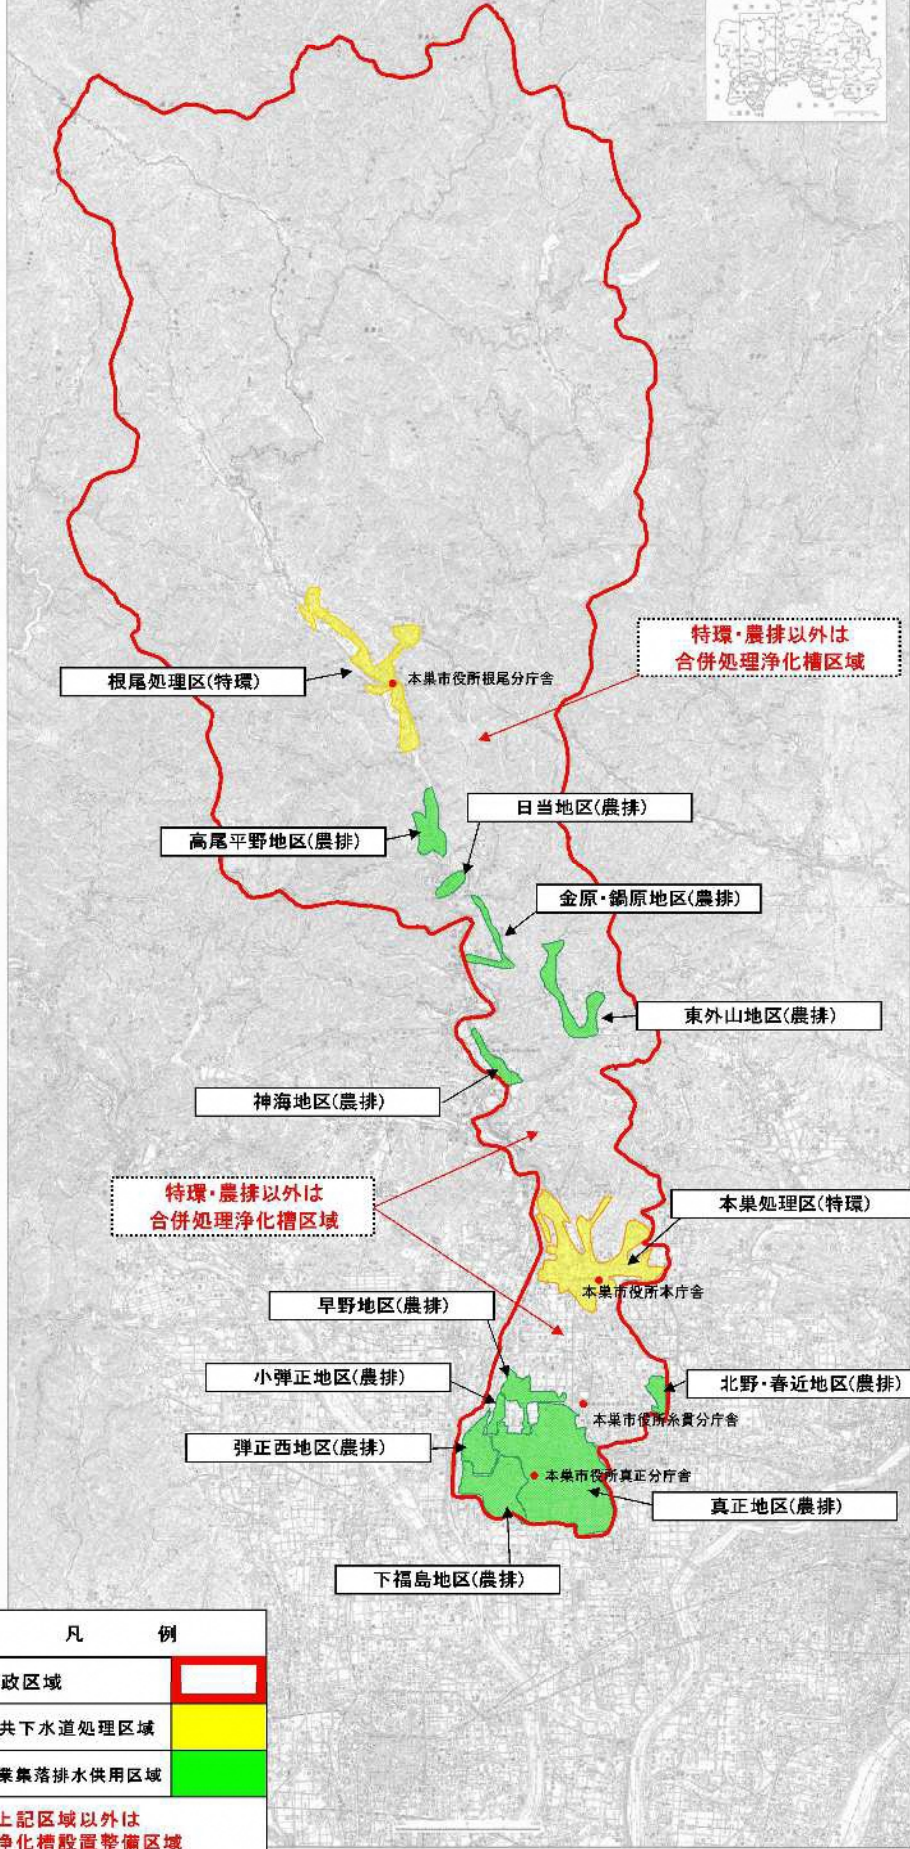 特環・農排以外は
合併処理浄化槽区域
根尾処理区(特環)
本巣市役所根尾分庁舎
日当地区(農排)
高尾平野地区(農排)
金原・鍋原地区(農排)
東外山地区(農排)
神海地区(農排)
特環・農排以外は
合併処理浄化槽区域
本巣処理区(特環)
本巣市役所本庁舎
早野地区(農排)
小弾正地区(農排)
北野・春近地区(農排)
本巣市役所糸貫分庁舎
弾正西地区(農排)
本巣市役所真正分庁舎
真正地区(農排)
下福島地区(農排)
凡 例
政区域
共下水道処理区域
業集落排水供用区域
上記区域以外は
浄化槽設置整備区域